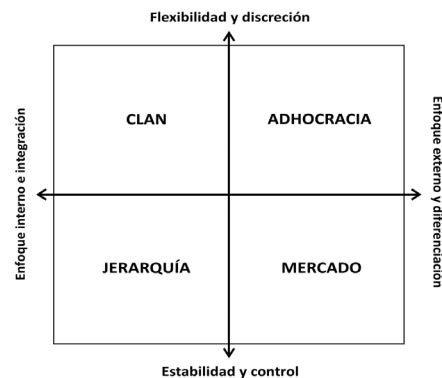 Flexibilidad y discreción
Enfoque interno e integración
CLAN
ADHOCRACIA
Enfoque externo y diferenciación
JERARQUÍA
MERCADO
Estabilidad y control